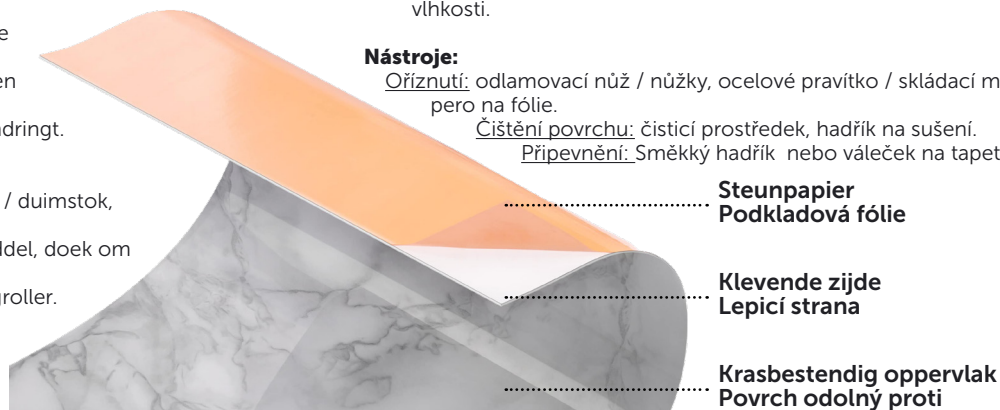 e
en
dringt.
/ duimstok,
ddel, doek om
groller.
vlhkosti.
Nástroje:
Oříznutí: odlamovací nůž / nůžky, ocelové pravítko / skládací m
pero na fólie.
Čištění povrchu: čisticí prostředek, hadřík na sušení.
Připevnění: Směkký hadřík nebo váleček na tapet
Steunpapier
Podkladová fólie
Klevende zijde
Lepicí strana
Krasbestendig oppervlak
Povrch odolný proti